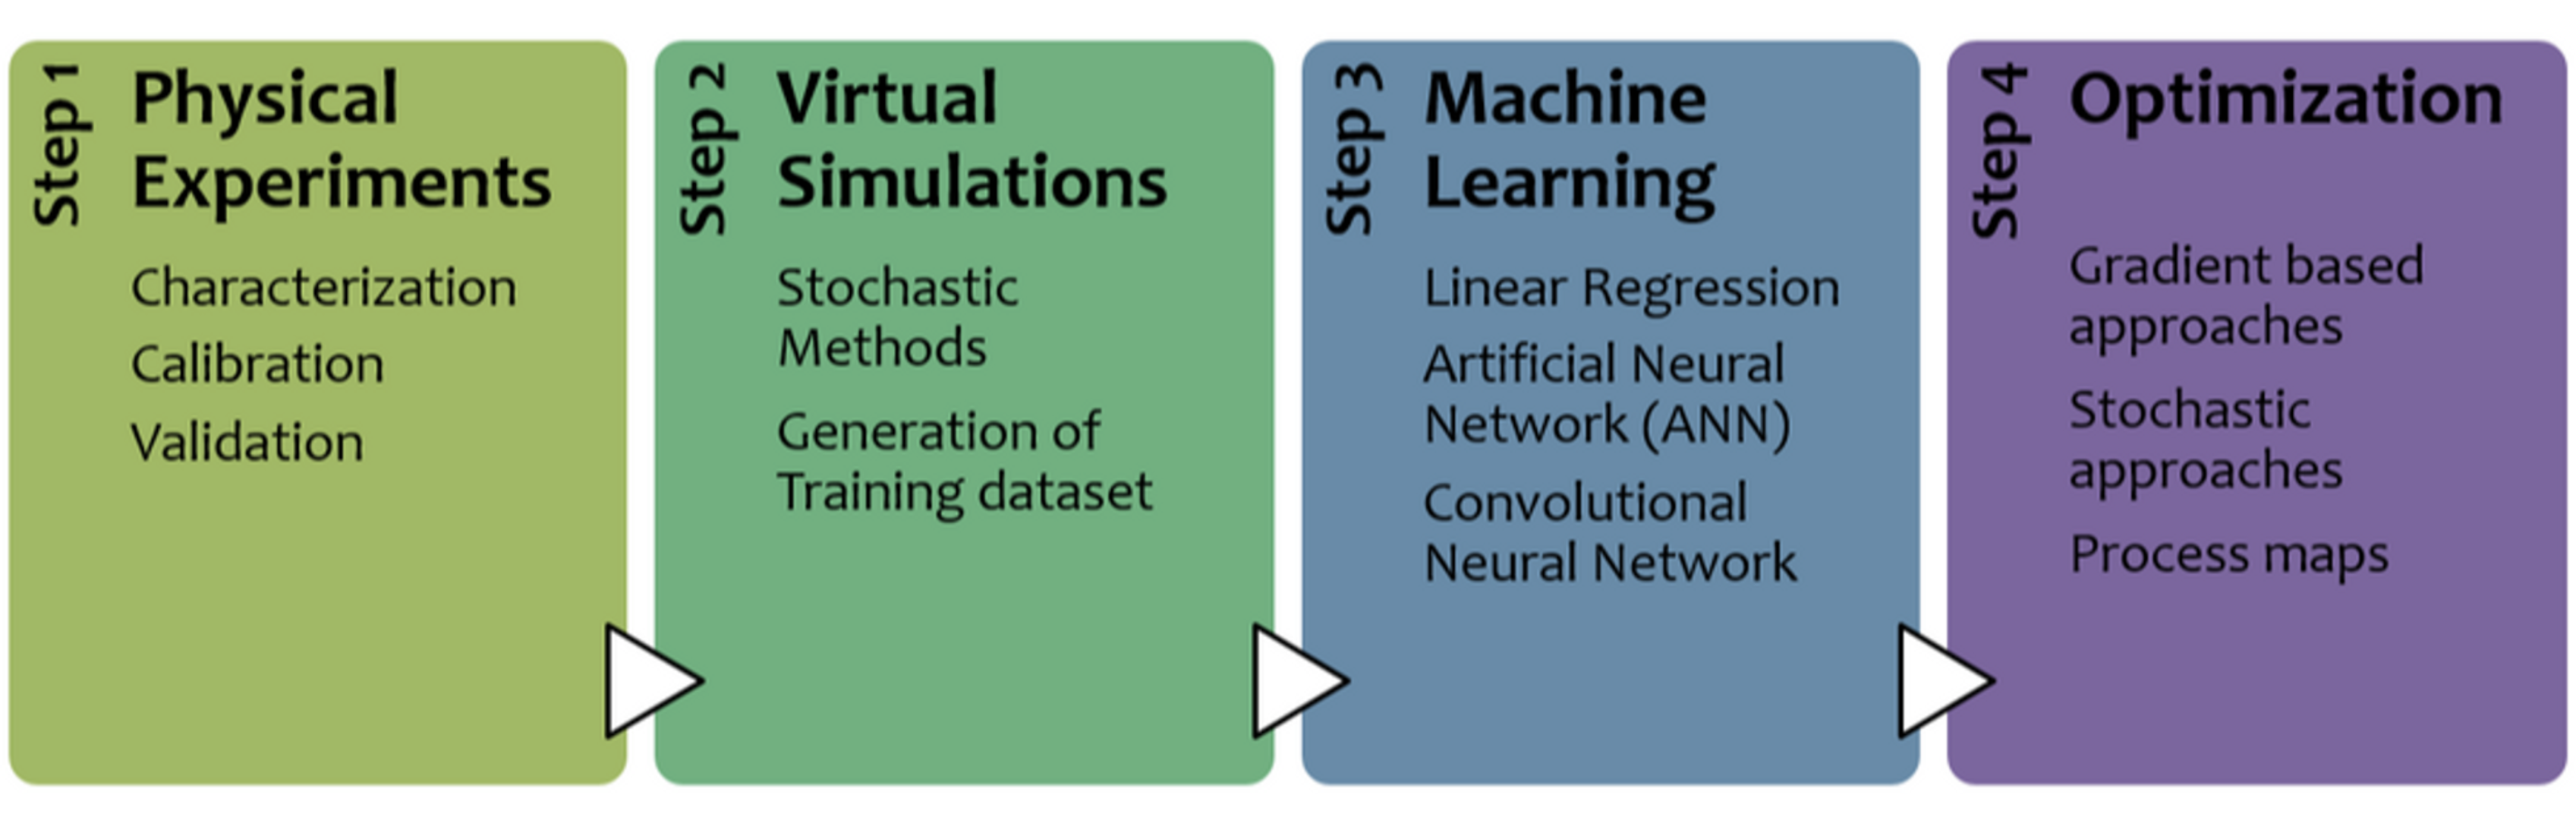 Step 1
Physical
Experiments
Characterization
Calibration
Validation
Step 2
Virtual
Simulations
Stochastic
Methods
Generation of
Training dataset
Step 3
Machine
Learning
Linear Regression
Artificial Neural
Network (ANN)
Convolutional
Neural Network
Step 4
Optimization
Gradient based
approaches
Stochastic
approaches
Process maps